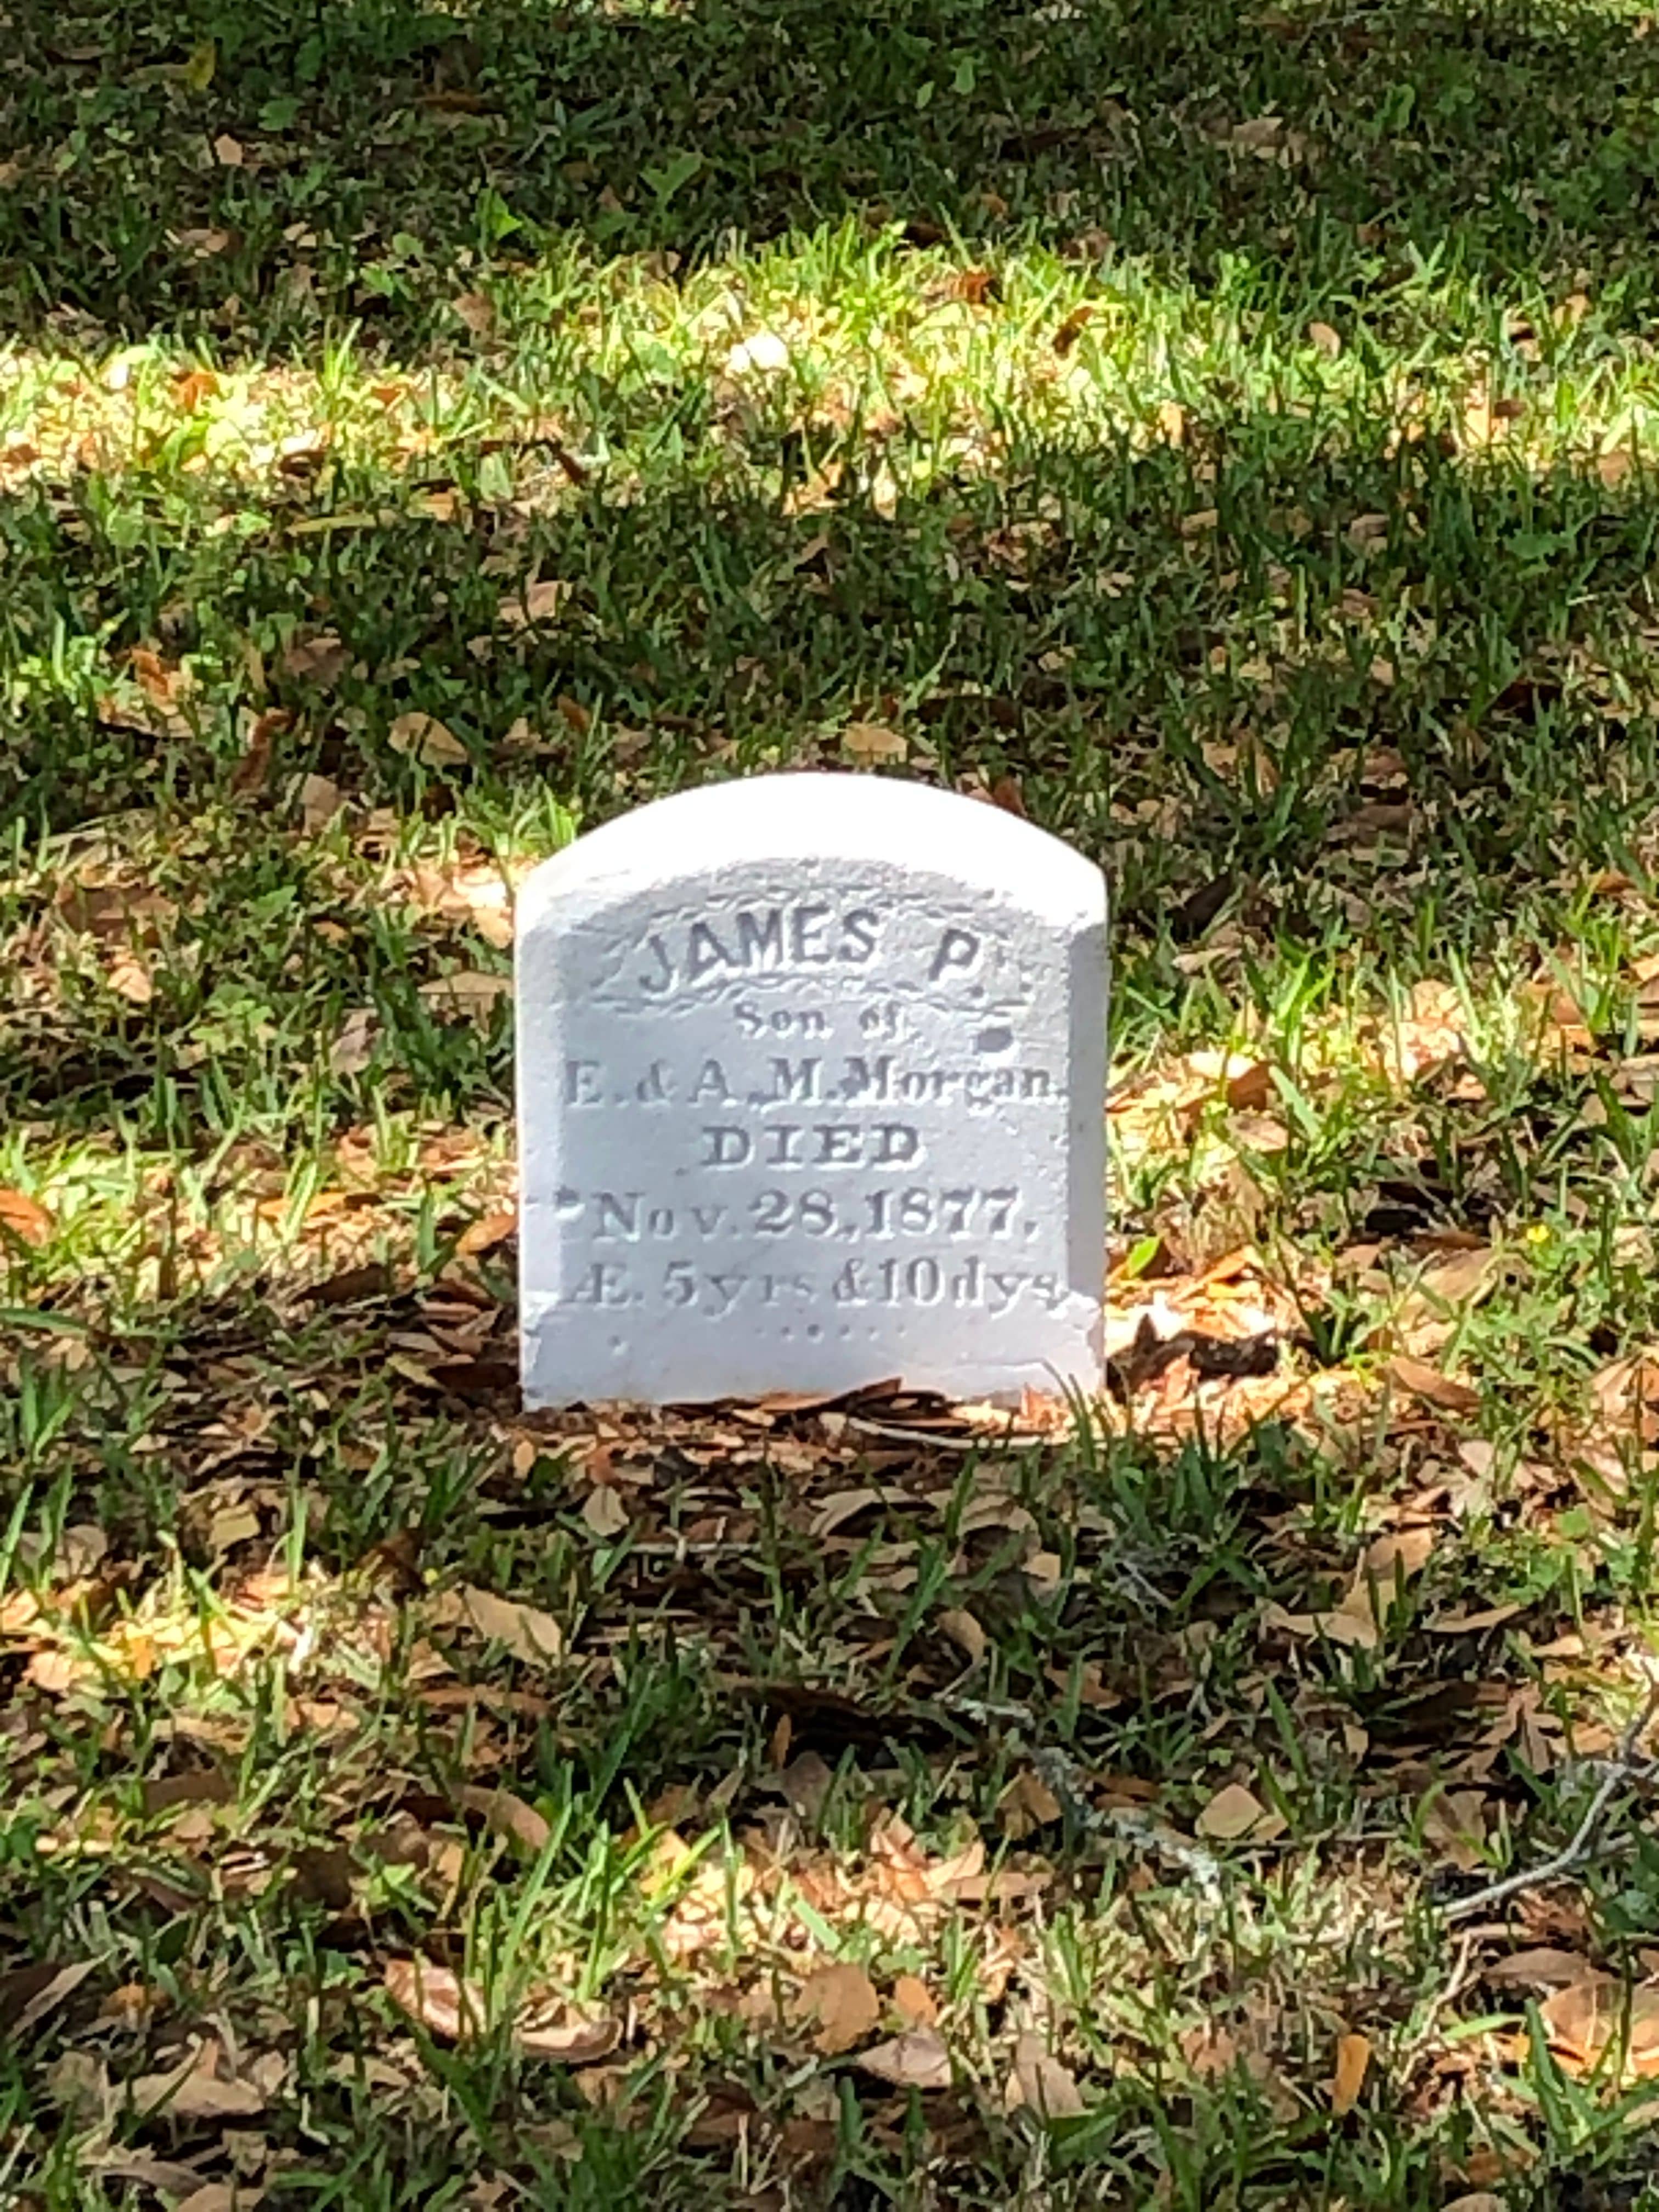 JAMES P.
Son of
E. & A. M. Morgan.
DIED
Nov. 28, 1877,
Æ. 5 yrs & 10 dys.